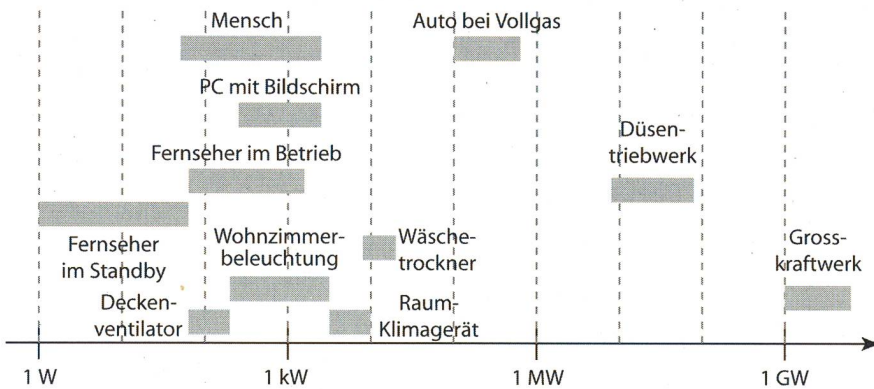 Mensch
Auto bei Vollgas
PC mit Bildschirm
Düsen-
triebwerk
Fernseher im Betrieb
Fernseher
im Standby
Wohnzimmer-
beleuchtung
Wäsche-
trockner
Gross-
kraftwerk
Decken-
ventilator
Raum-
Klimagerät
1 W
1 kW
1 MW
1 GW